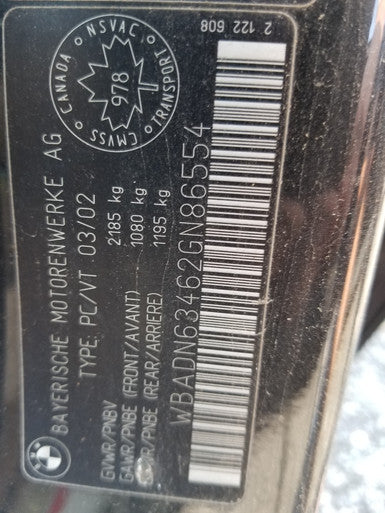 BAYERISCHE MOTORENWERKE AG
TYPE: PC/VT 03/02
GVWR/PNBV 2185 kg
GAWR/PNBE (FRONT/AVANT) 1080 kg
GAWR/PNBE (REAR/ARRIERE) 1195 kg
WBADN63462GN86554
CANADA
NSVAC
978
CMVSS
TRANSPORT
2 122 608